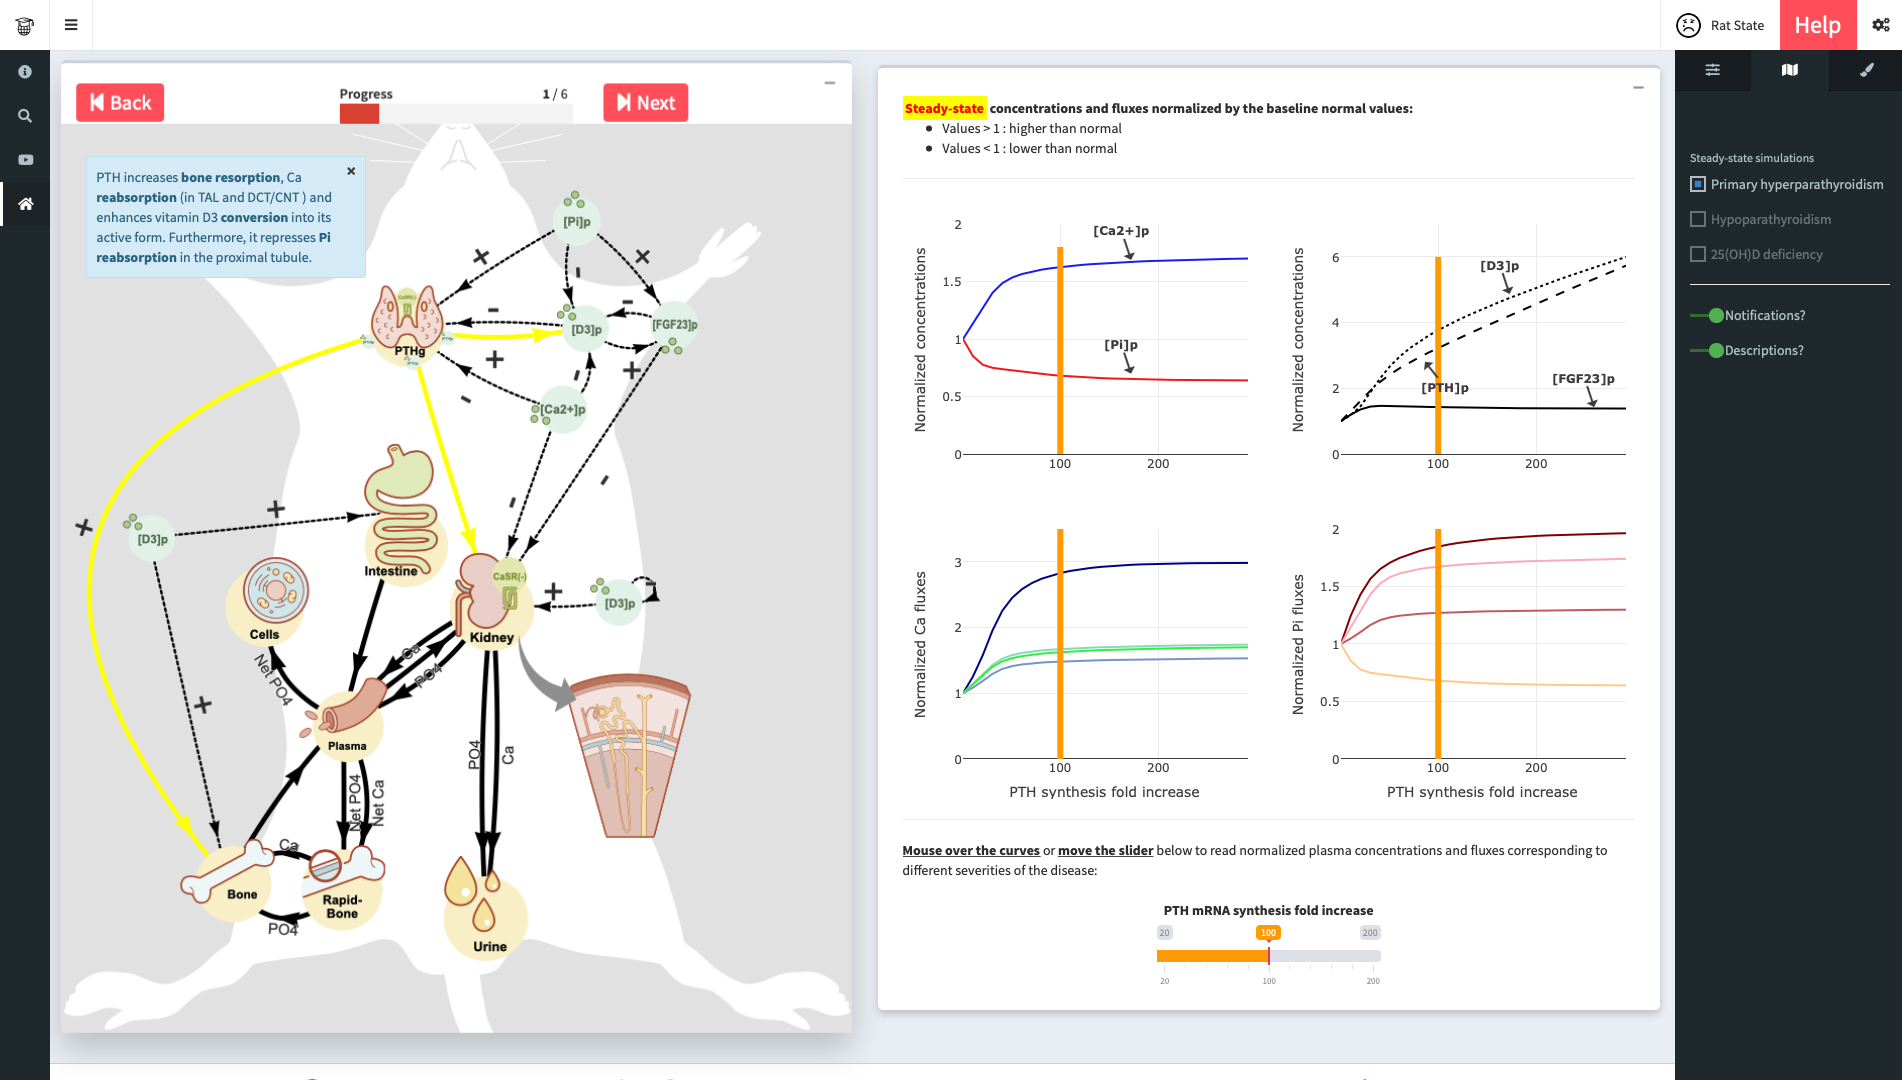 Rat State
Help
Back
Progress
1 / 6
Next
PTH increases bone resorption, Ca
reabsorption (in TAL and DCT/CNT ) and
enhances vitamin D3 conversion into its
active form. Furthermore, it represses Pi
reabsorption in the proximal tubule.
×
[Pi]p
CaSR(-)
PTHg
[D3]p
[FGF23]p
[Ca2+]p
Intestine
[D3]p
Cells
CaSR(-)
Kidney
[D3]p
Net PO4
Ca
PO4
Plasma
PO4
Ca
Net PO4
Net Ca
Ca
Bone
Rapid-
Bone
PO4
Urine
Steady-state concentrations and fluxes normalized by the baseline normal values:
Values > 1 : higher than normal
Values < 1 : lower than normal
Normalized concentrations
2
1.5
1
0.5
0
100
200
[Ca2+]p
[Pi]p
Normalized concentrations
6
4
2
0
100
200
[D3]p
[PTH]p
[FGF23]p
Normalized Ca fluxes
3
2
1
0
100
200
PTH synthesis fold increase
Normalized Pi fluxes
2
1.5
1
0.5
0
100
200
PTH synthesis fold increase
Mouse over the curves or move the slider below to read normalized plasma concentrations and fluxes corresponding to
different severities of the disease:
PTH mRNA synthesis fold increase
20
100
200
20
100
200
Steady-state simulations
Primary hyperparathyroidism
Hypoparathyroidism
25(OH)D deficiency
Notifications?
Descriptions?